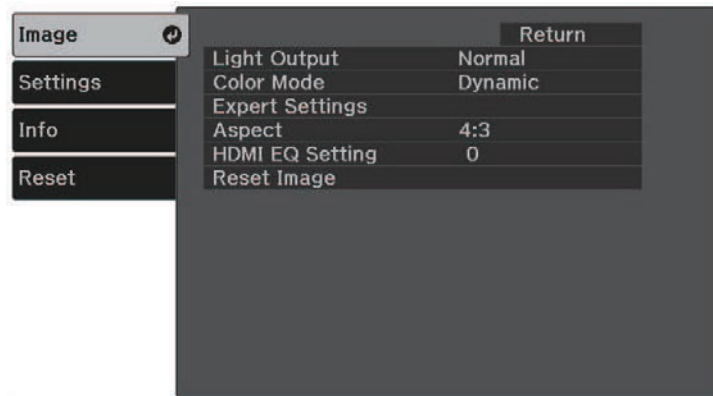 Image
Settings
Info
Reset
Return
Light Output Normal
Color Mode Dynamic
Expert Settings
Aspect 4:3
HDMI EQ Setting 0
Reset Image